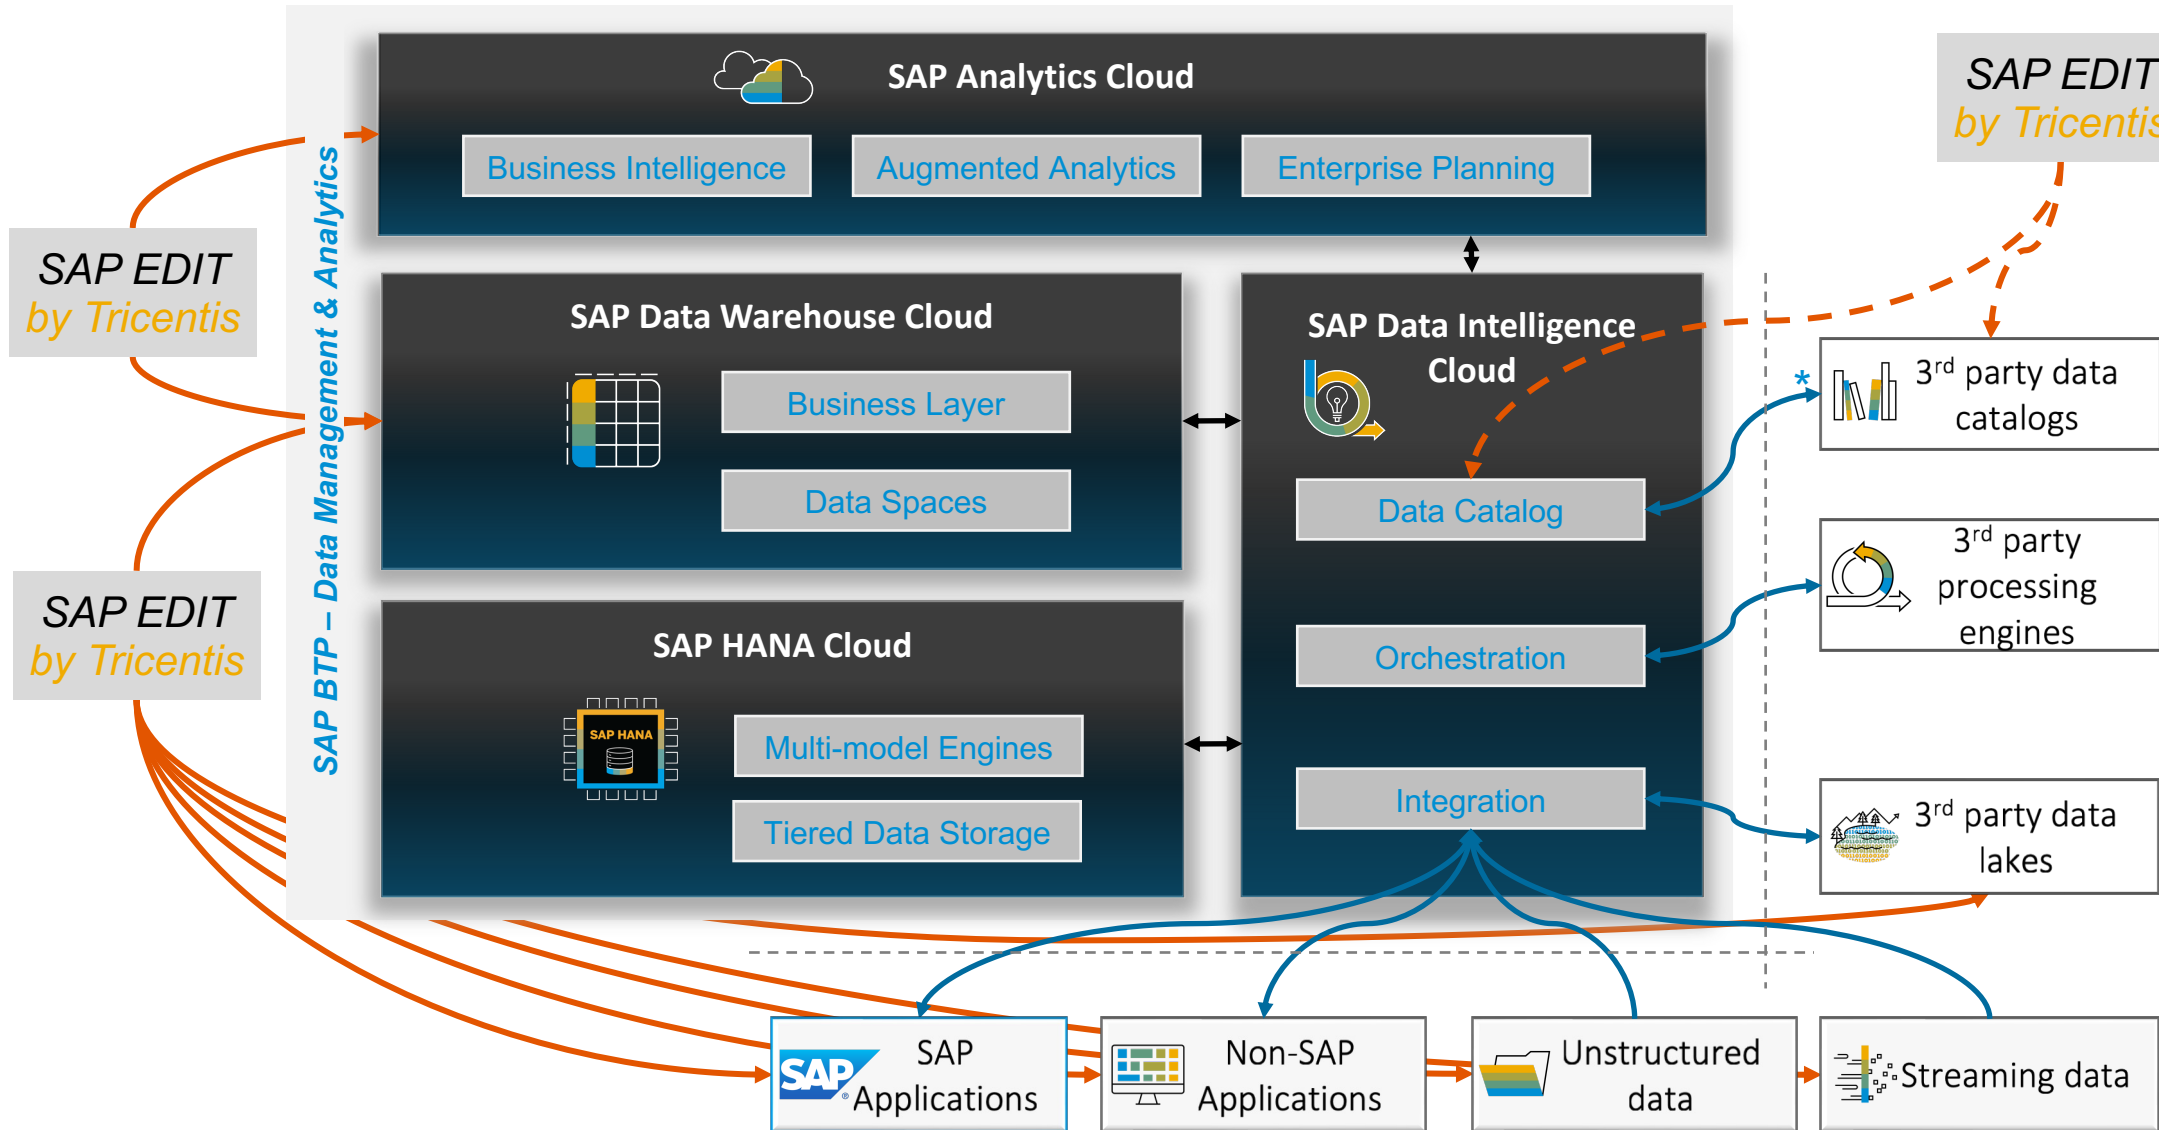 SAP Analytics Cloud
Business Intelligence
Augmented Analytics
Enterprise Planning
SAP EDIT
by Tricentis
SAP EDIT
by Tricentis
SAP BTP – Data Management & Analytics
SAP Data Warehouse Cloud
Business Layer
Data Spaces
SAP Data Intelligence
Cloud
Data Catalog
Orchestration
Integration
*
3rd party data
catalogs
3rd party
processing
engines
3rd party data
lakes
SAP EDIT
by Tricentis
SAP HANA Cloud
SAP HANA
Multi-model Engines
Tiered Data Storage
SAP®
SAP
Applications
Non-SAP
Applications
Unstructured
data
Streaming data